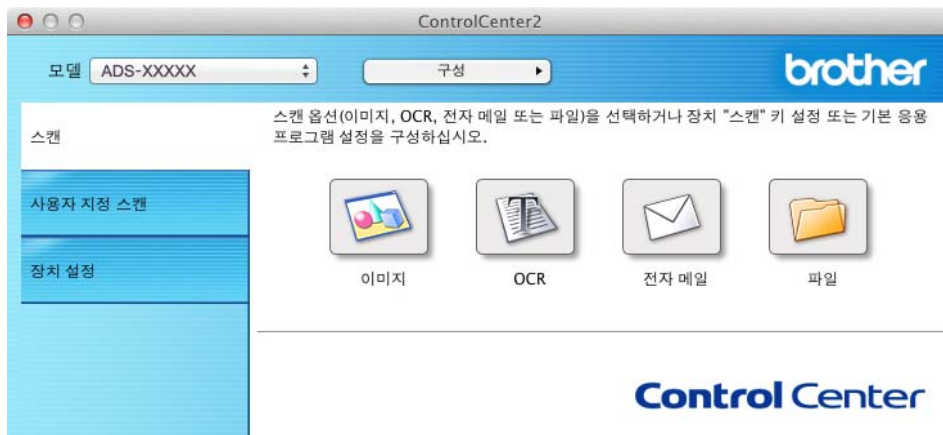 ControlCenter2
모델 ADS-XXXXX 구성 brother
스캔 옵션(이미지, OCR, 전자 메일 또는 파일)을 선택하거나 장치 "스캔" 키 설정 또는 기본 응용
프로그램 설정을 구성하십시오.
스캔
사용자 지정 스캔
장치 설정
이미지 OCR 전자 메일 파일
Control Center